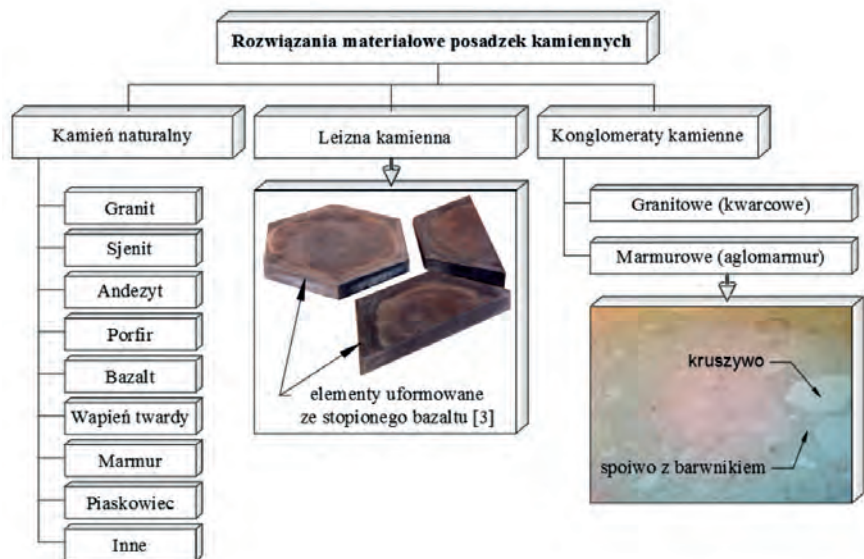 Rozwiązania materiałowe posadzek kamiennych
Kamień naturalny
Granit
Sjenit
Andezyt
Porfir
Bazalt
Wapień twardy
Marmur
Piaskowiec
Inne
Leizna kamienna
elementy uformowane
ze stopionego bazaltu [3]
Konglomeraty kamienne
Granitowe (kwarcowe)
Marmurowe (aglomarmur)
kruszywo
spoiwo z barwnikiem